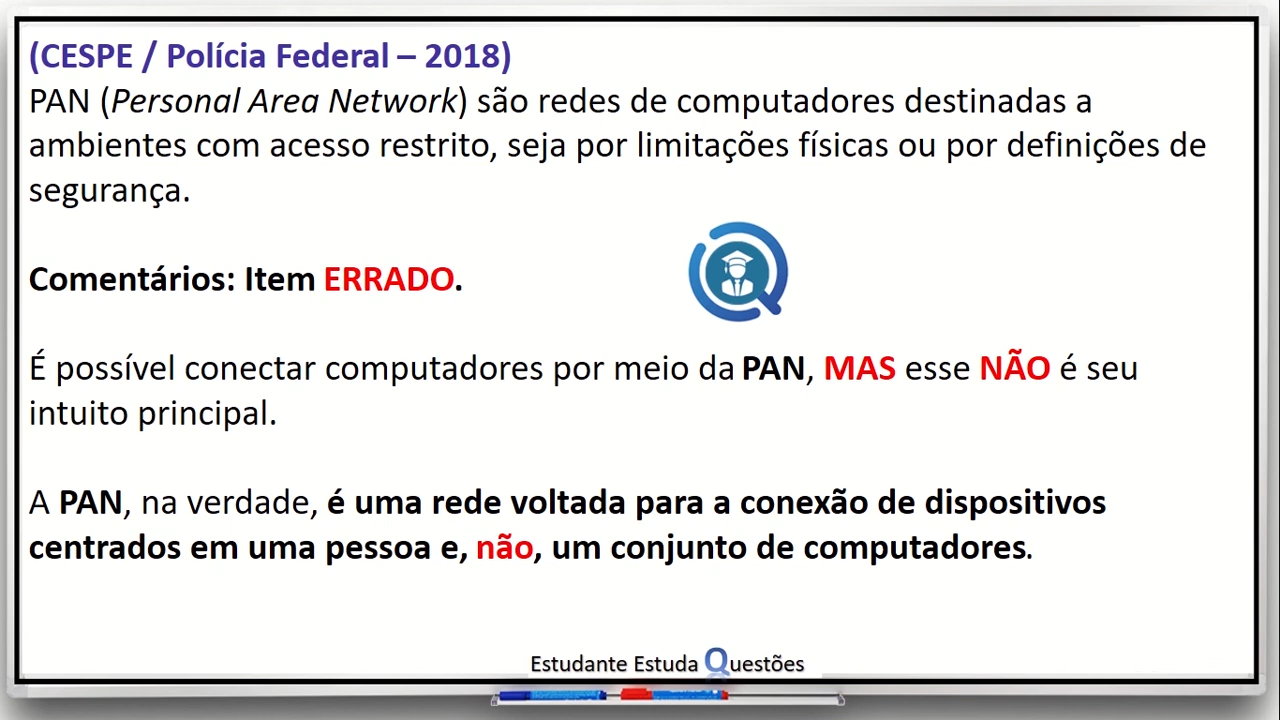 (CESPE / Polícia Federal – 2018)
PAN (Personal Area Network) são redes de computadores destinadas a
ambientes com acesso restrito, seja por limitações físicas ou por definições de
segurança.
Comentários: Item ERRADO.
É possível conectar computadores por meio da PAN, MAS esse NÃO é seu
intuito principal.
A PAN, na verdade, é uma rede voltada para a conexão de dispositivos
centrados em uma pessoa e, não, um conjunto de computadores.
Estudante Estuda Questões